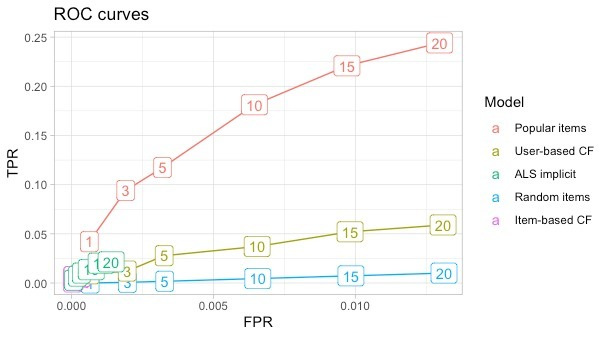 ROC curves
0.25
0.20
0.15
0.10
0.05
0.00
TPR
20
15
10
5
3
1
20
15
10
5
3
20
20
15
10
5
3
0.000
0.005
0.010
FPR
Model
a Popular items
a User-based CF
a ALS implicit
a Random items
a Item-based CF